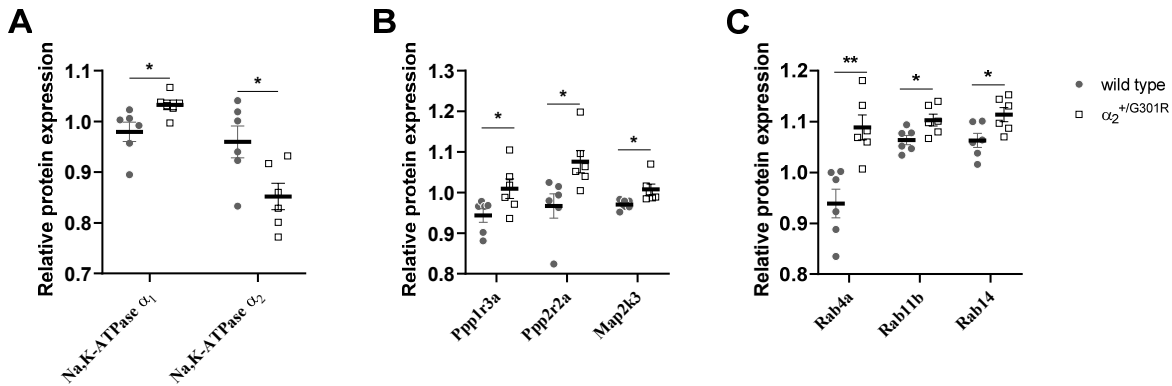 A
B
C
Relative protein expression
1.1
1.0
0.9
0.8
0.7
*
*
Na,K-ATPase α1
Na,K-ATPase α2
Relative protein expression
1.3
1.2
1.1
1.0
0.9
0.8
*
*
*
Ppp1r3a
Ppp2r2a
Map2k3
Relative protein expression
1.2
1.1
1.0
0.9
0.8
**
*
*
Rab4a
Rab11b
Rab14
wild type
α2+/G301R